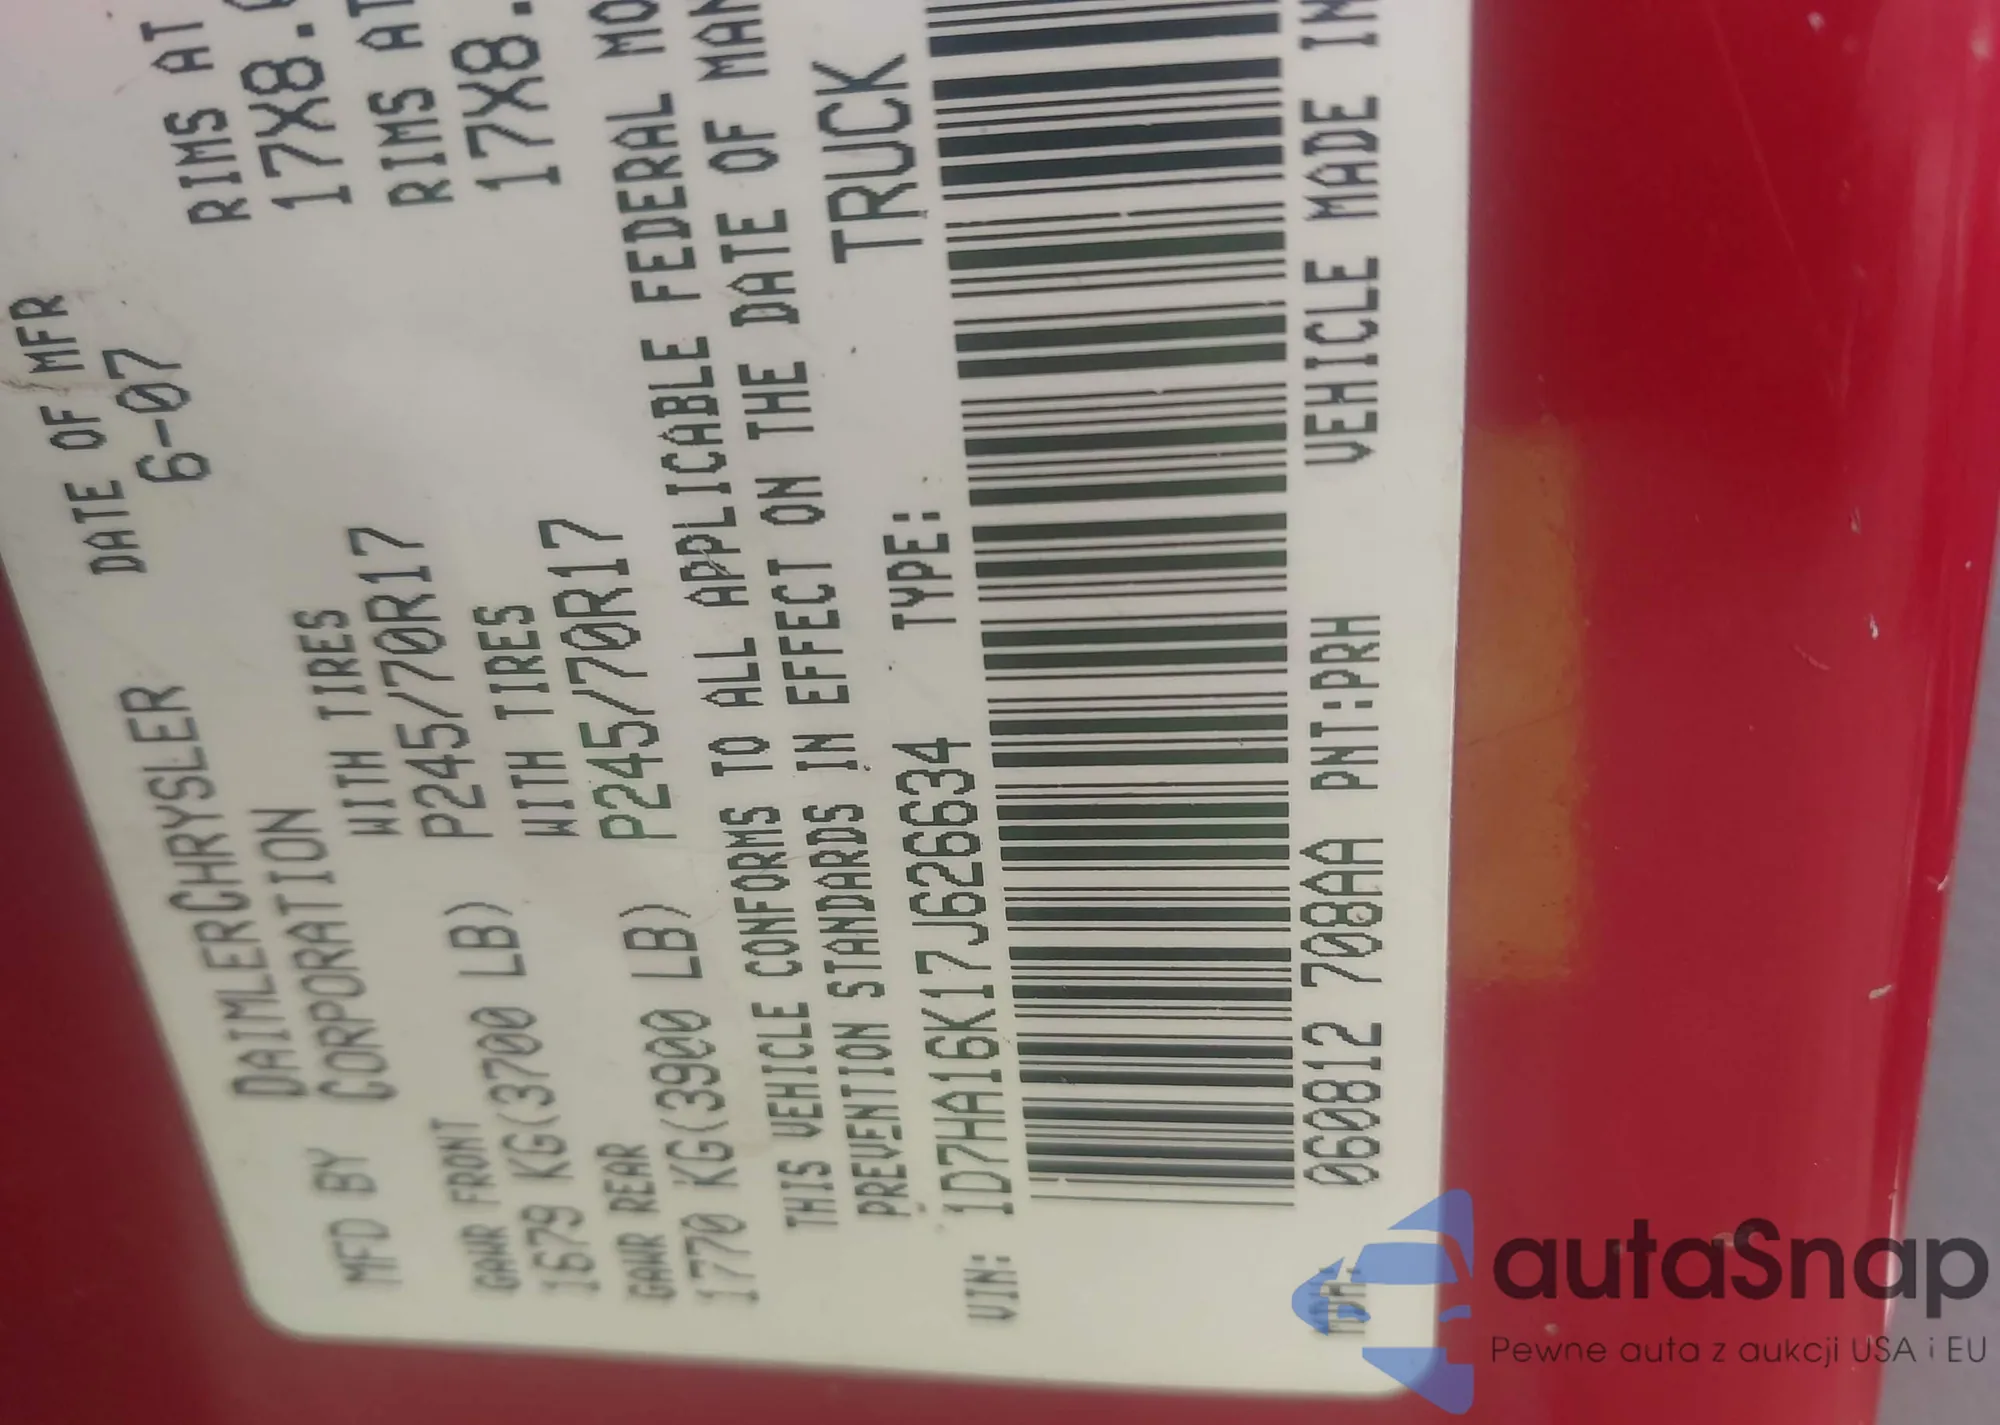 MFD BY DAIMLERCHRYSLER
CORPORATION
DATE OF MFR
6-07
GAWR FRONT WITH TIRES RIMS AT
1679 KG(3700 LB) P245/70R17 17X8.
GAWR REAR WITH TIRES RIMS AT
1770 KG(3900 LB) P245/70R17 17X8.
THIS VEHICLE CONFORMS TO ALL APPLICABLE FEDERAL MO
PREVENTION STANDARDS IN EFFECT ON THE DATE OF MAN
VIN: 1D7HA16K17J626634 TYPE: TRUCK
MDH: 060812 708AA PNT:PRH VEHICLE MADE IN
autaSnap
Pewne auta z aukcji USA i EU